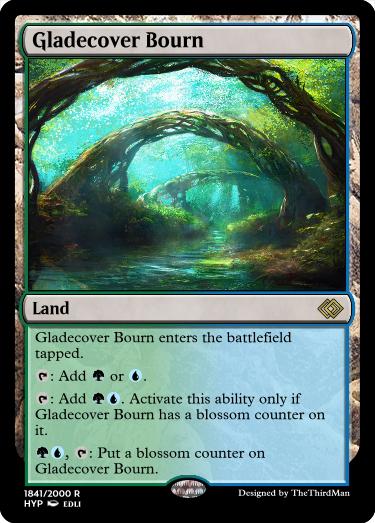 Gladecover Bourn
Land
Gladecover Bourn enters the battlefield
tapped.
: Add or .
: Add . Activate this ability only if
Gladecover Bourn has a blossom counter on
it.
, : Put a blossom counter on
Gladecover Bourn.
1841/2000 R
Designed by TheThirdMan
HYP EDLI